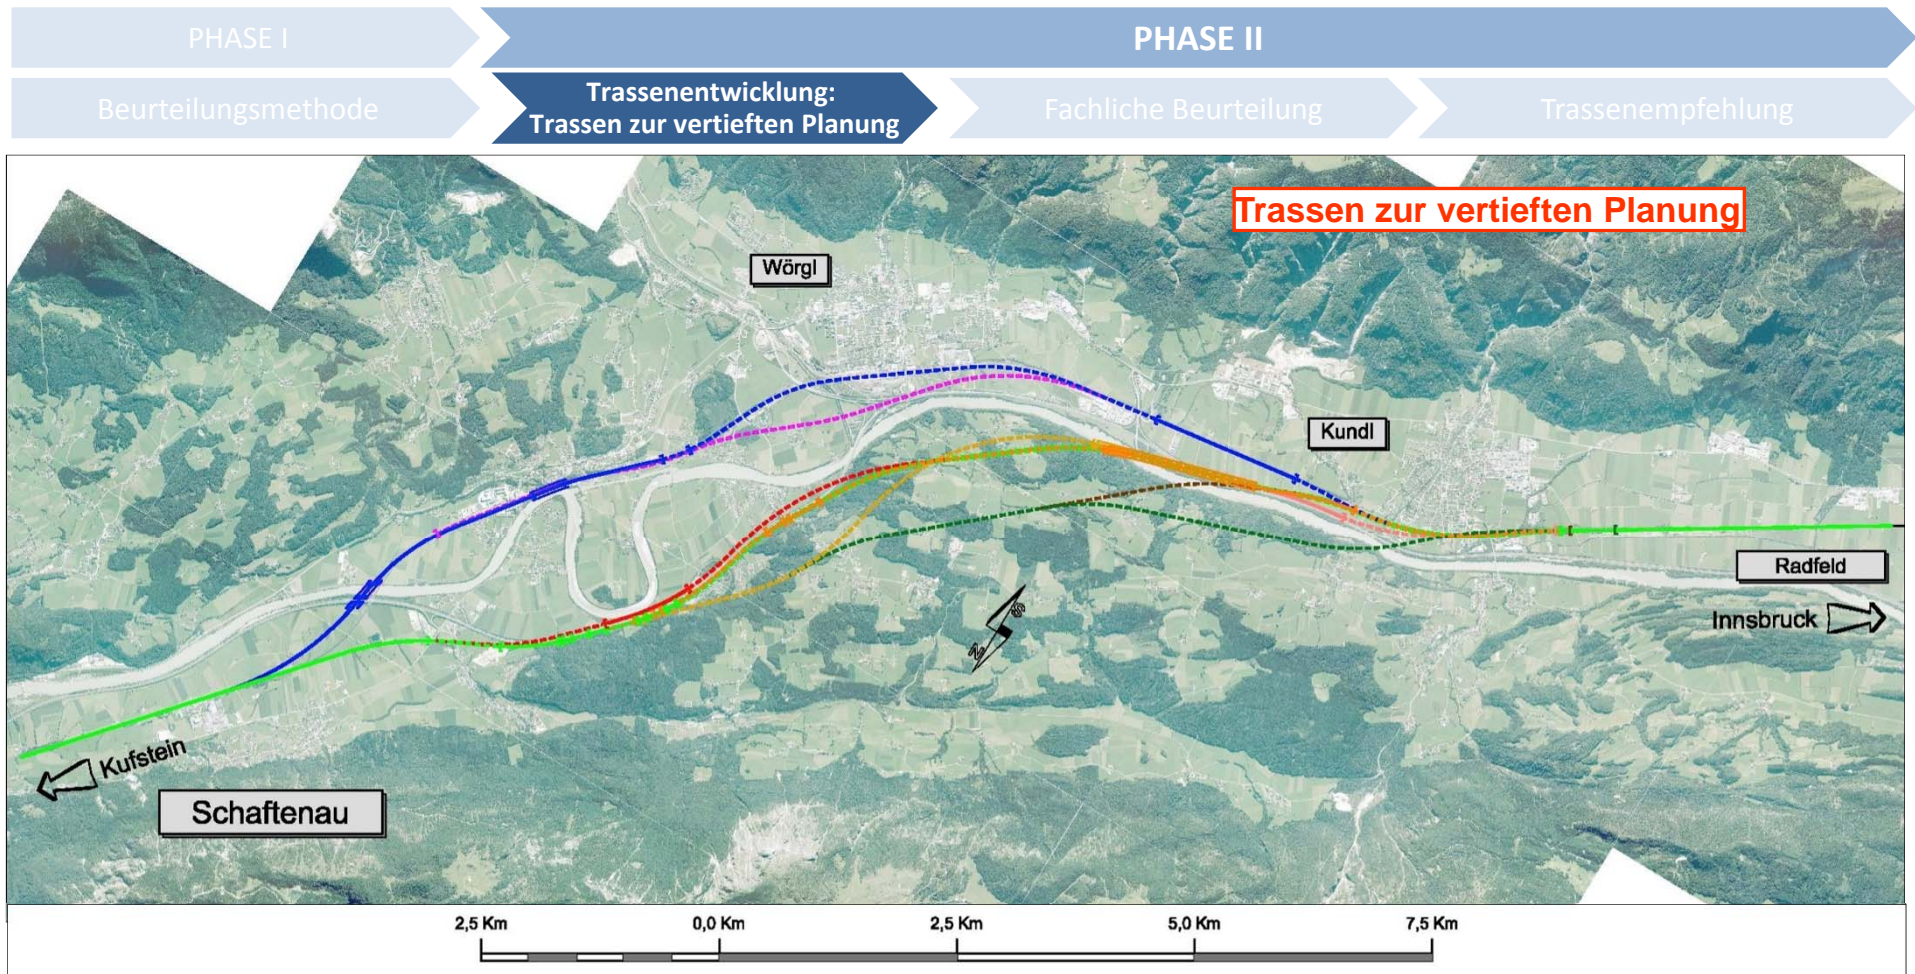 PHASE I
PHASE II
Beurteilungsmethode
Trassenentwicklung:
Trassen zur vertieften Planung
Fachliche Beurteilung
Trassenempfehlung
Trassen zur vertieften Planung
Wörgl
Kundl
Radfeld
Innsbruck
N
S
Kufstein
Schaftenau
2,5 Km
0,0 Km
2,5 Km
5,0 Km
7,5 Km